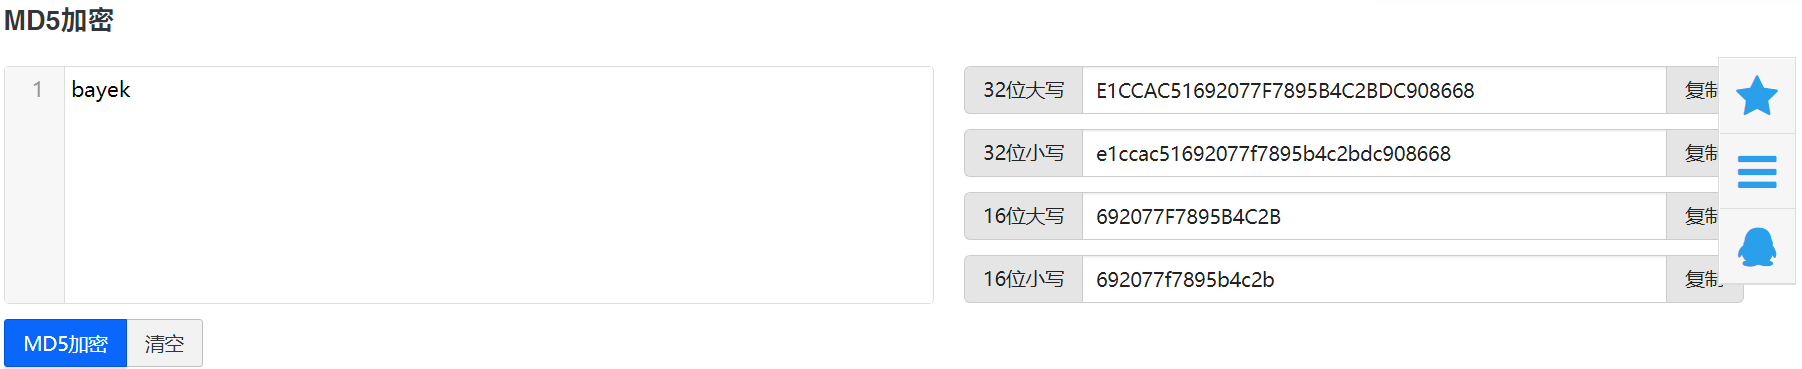 MD5加密
1 bayek
32位大写 E1CCAC51692077F7895B4C2BDC908668 复制
32位小写 e1ccac51692077f7895b4c2bdc908668 复制
16位大写 692077F7895B4C2B 复制
16位小写 692077f7895b4c2b 复制
MD5加密 清空